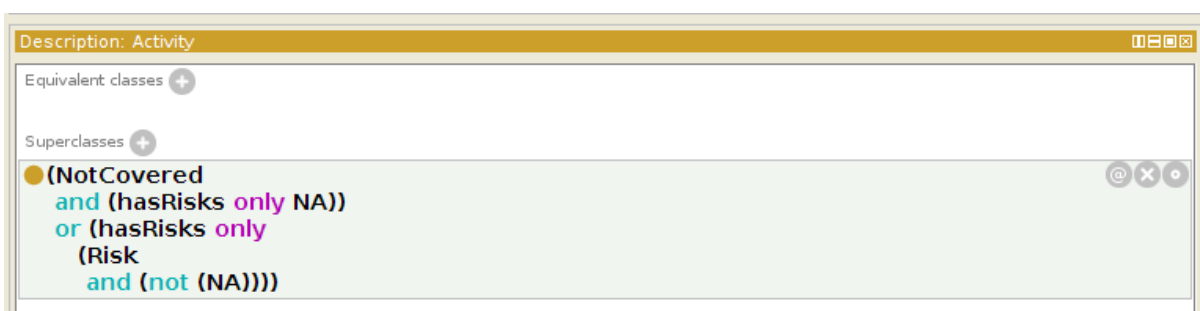 Description: Activity
Equivalent classes
Superclasses
(NotCovered
and (hasRisks only NA))
or (hasRisks only
(Risk
and (not (NA))))